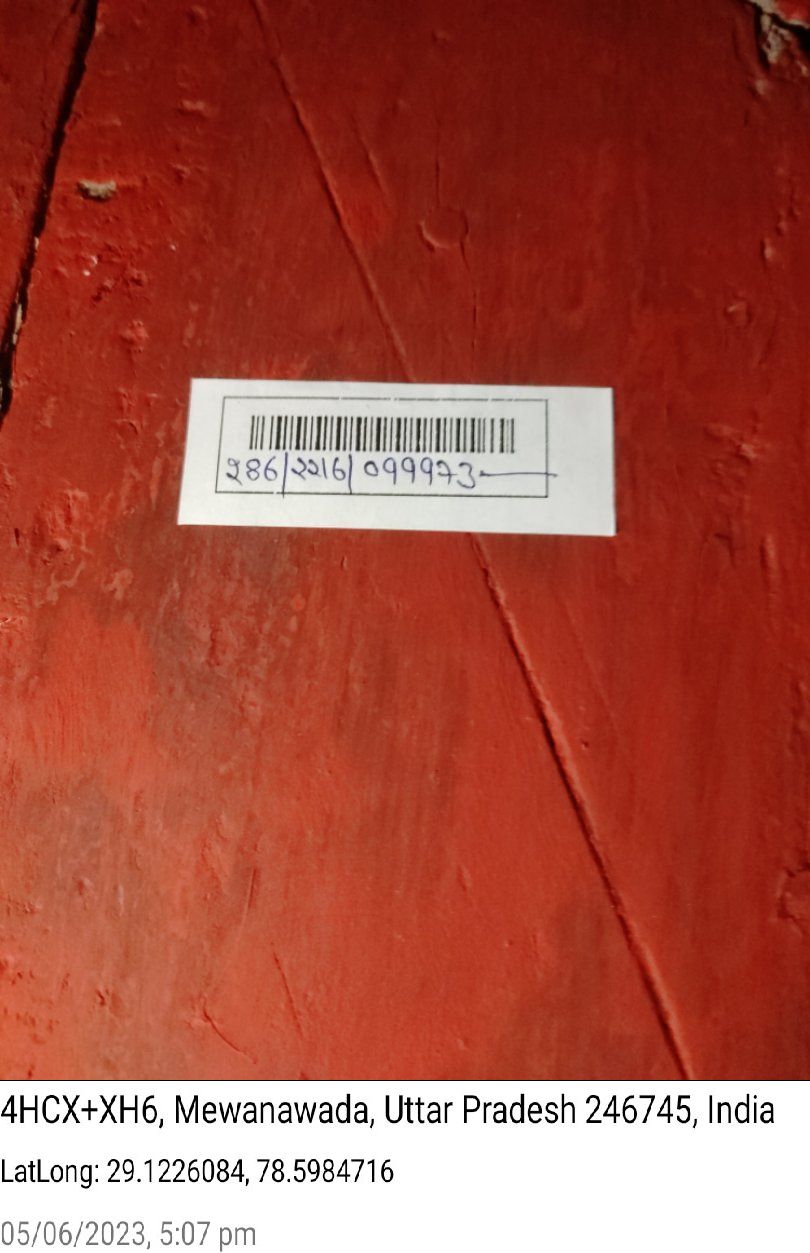 286/2216/099973
4HCX+XH6, Mewanawada, Uttar Pradesh 246745, India
LatLong: 29.1226084, 78.5984716
05/06/2023, 5:07 pm